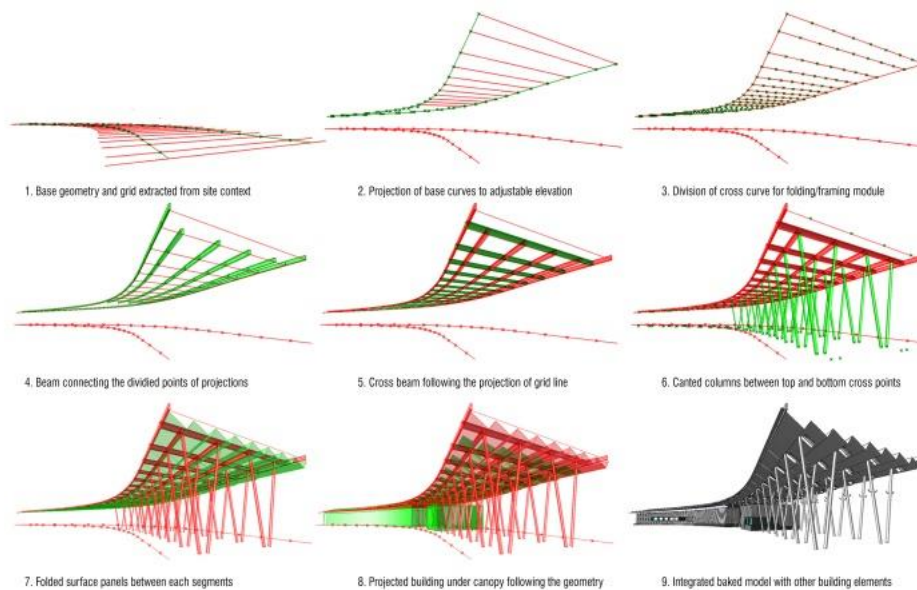 1. Base geometry and grid extracted from site context
2. Projection of base curves to adjustable elevation
3. Division of cross curve for folding/framing module
4. Beam connecting the dividied points of projections
5. Cross beam following the projection of grid line
6. Canted columns between top and bottom cross points
7. Folded surface panels between each segments
8. Projected building under canopy following the geometry
9. Integrated baked model with other building elements